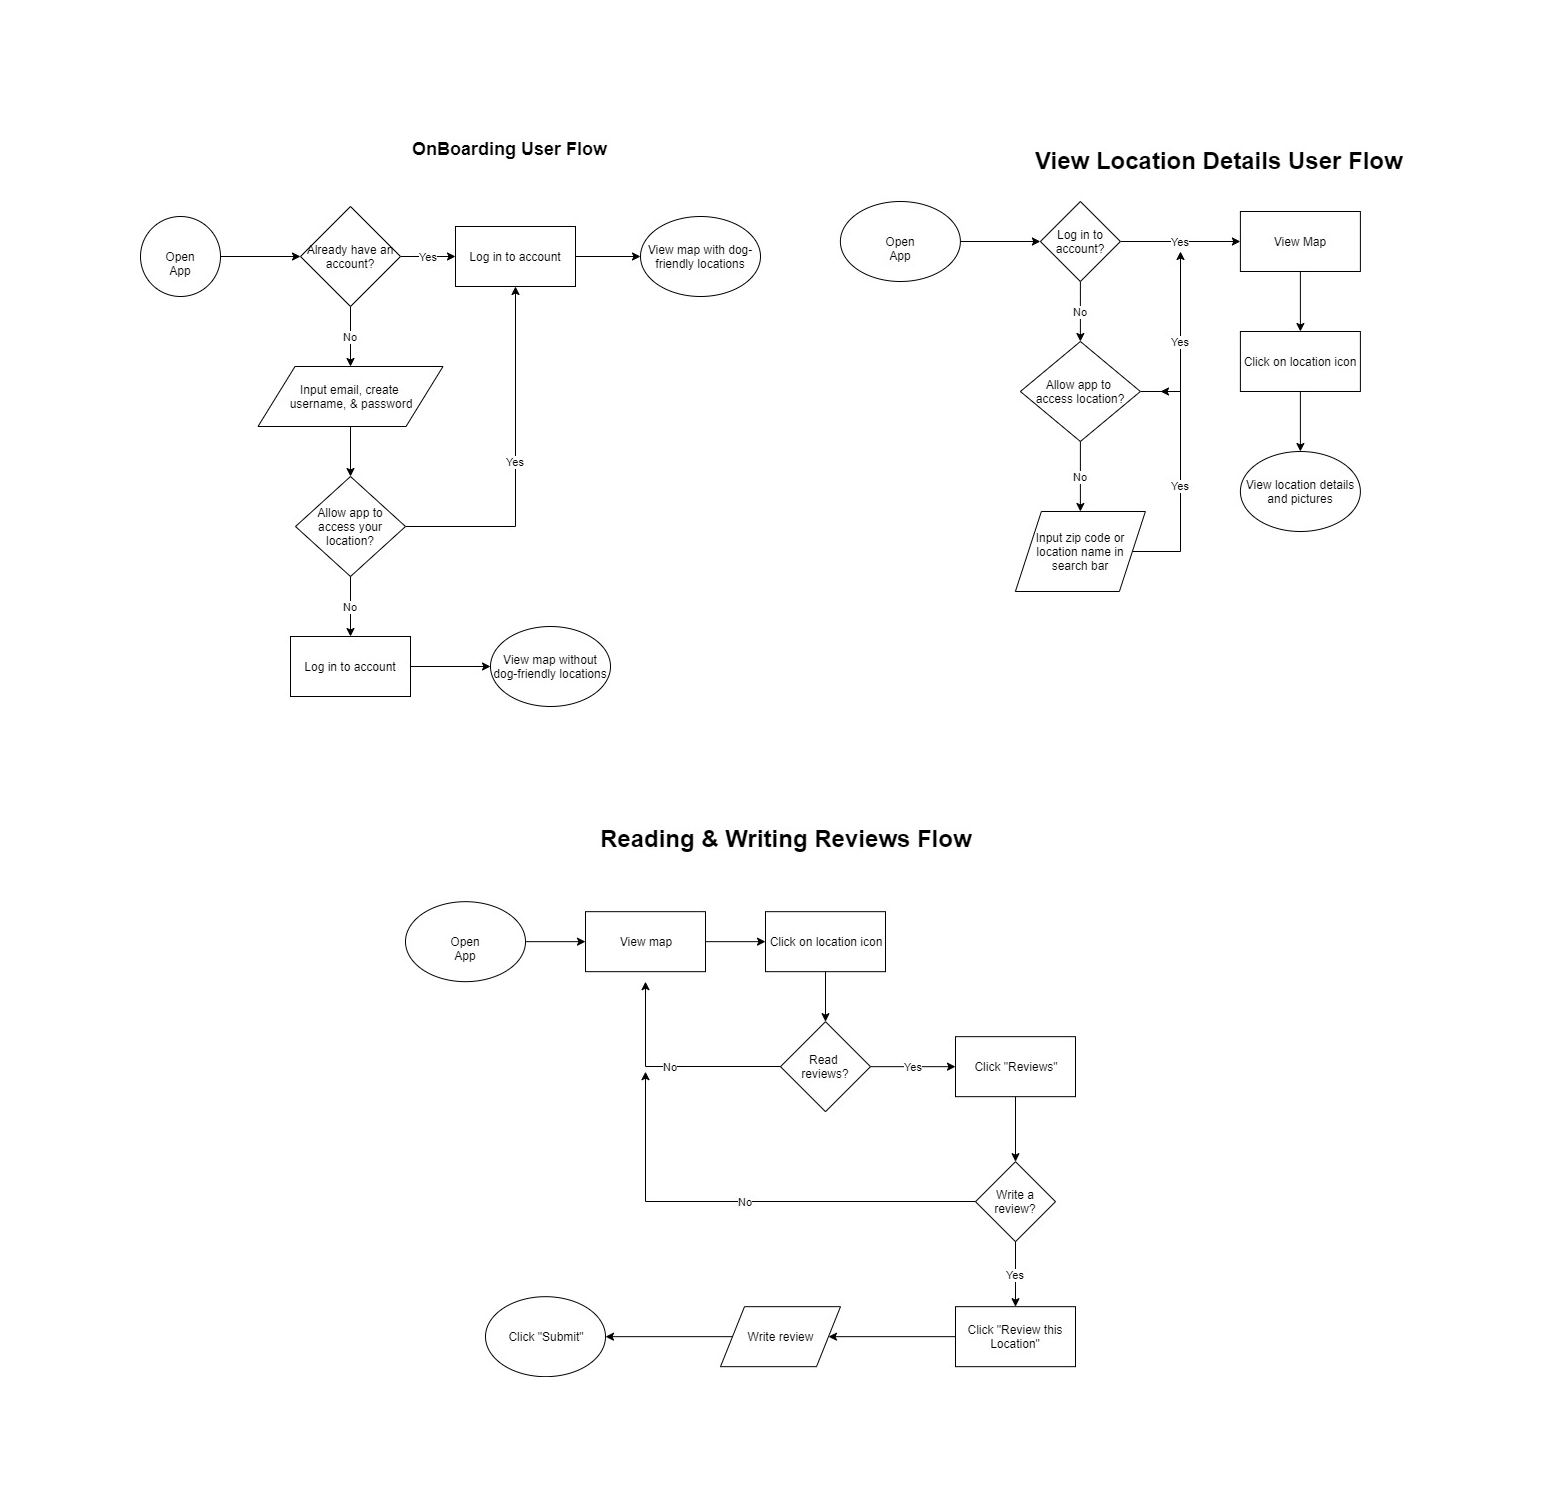 OnBoarding User Flow
Open
App
Already have an
account?
Yes
Log in to account
View map with dog-
friendly locations
No
Input email, create
username, & password
Allow app to
access your
location?
Yes
No
Log in to account
View map without
dog-friendly locations
View Location Details User Flow
Open
App
Log in to
account?
Yes
View Map
No
Allow app to
access location?
Yes
Click on location icon
No
Yes
Input zip code or
location name in
search bar
View location details
and pictures
Reading & Writing Reviews Flow
Open
App
View map
Click on location icon
Read
reviews?
No
Yes
Click "Reviews"
Write a
review?
No
Yes
Click "Review this
Location"
Write review
Click "Submit"